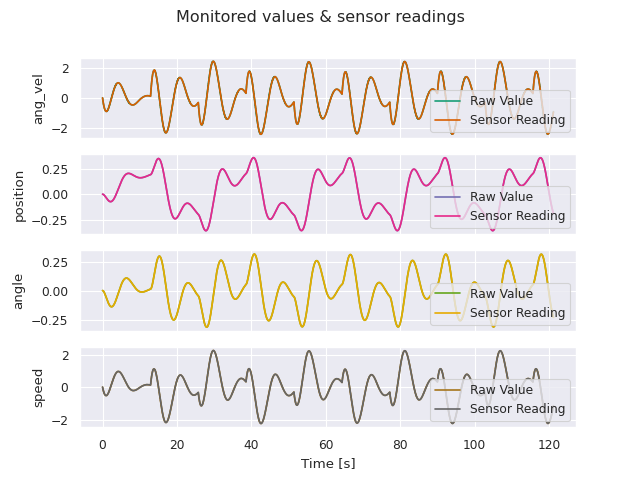 Monitored values & sensor readings
ang_vel
2
0
−2
Raw Value
Sensor Reading
position
0.25
0.00
−0.25
Raw Value
Sensor Reading
angle
0.25
0.00
−0.25
Raw Value
Sensor Reading
speed
2
0
−2
Raw Value
Sensor Reading
0 20 40 60 80 100 120
Time [s]